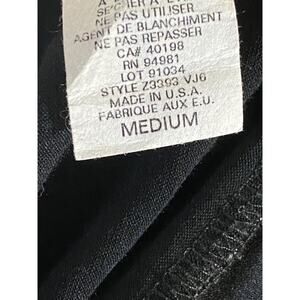 SÉCHER À
NE PAS UTILISER
AGENT DE BLANCHIMENT
NE PAS REPASSER
CA# 40198
RN 94981
LOT 91034
STYLE Z3393 VJ6
MADE IN U.S.A.
FABRIQUE AUX E.U.
MEDIUM